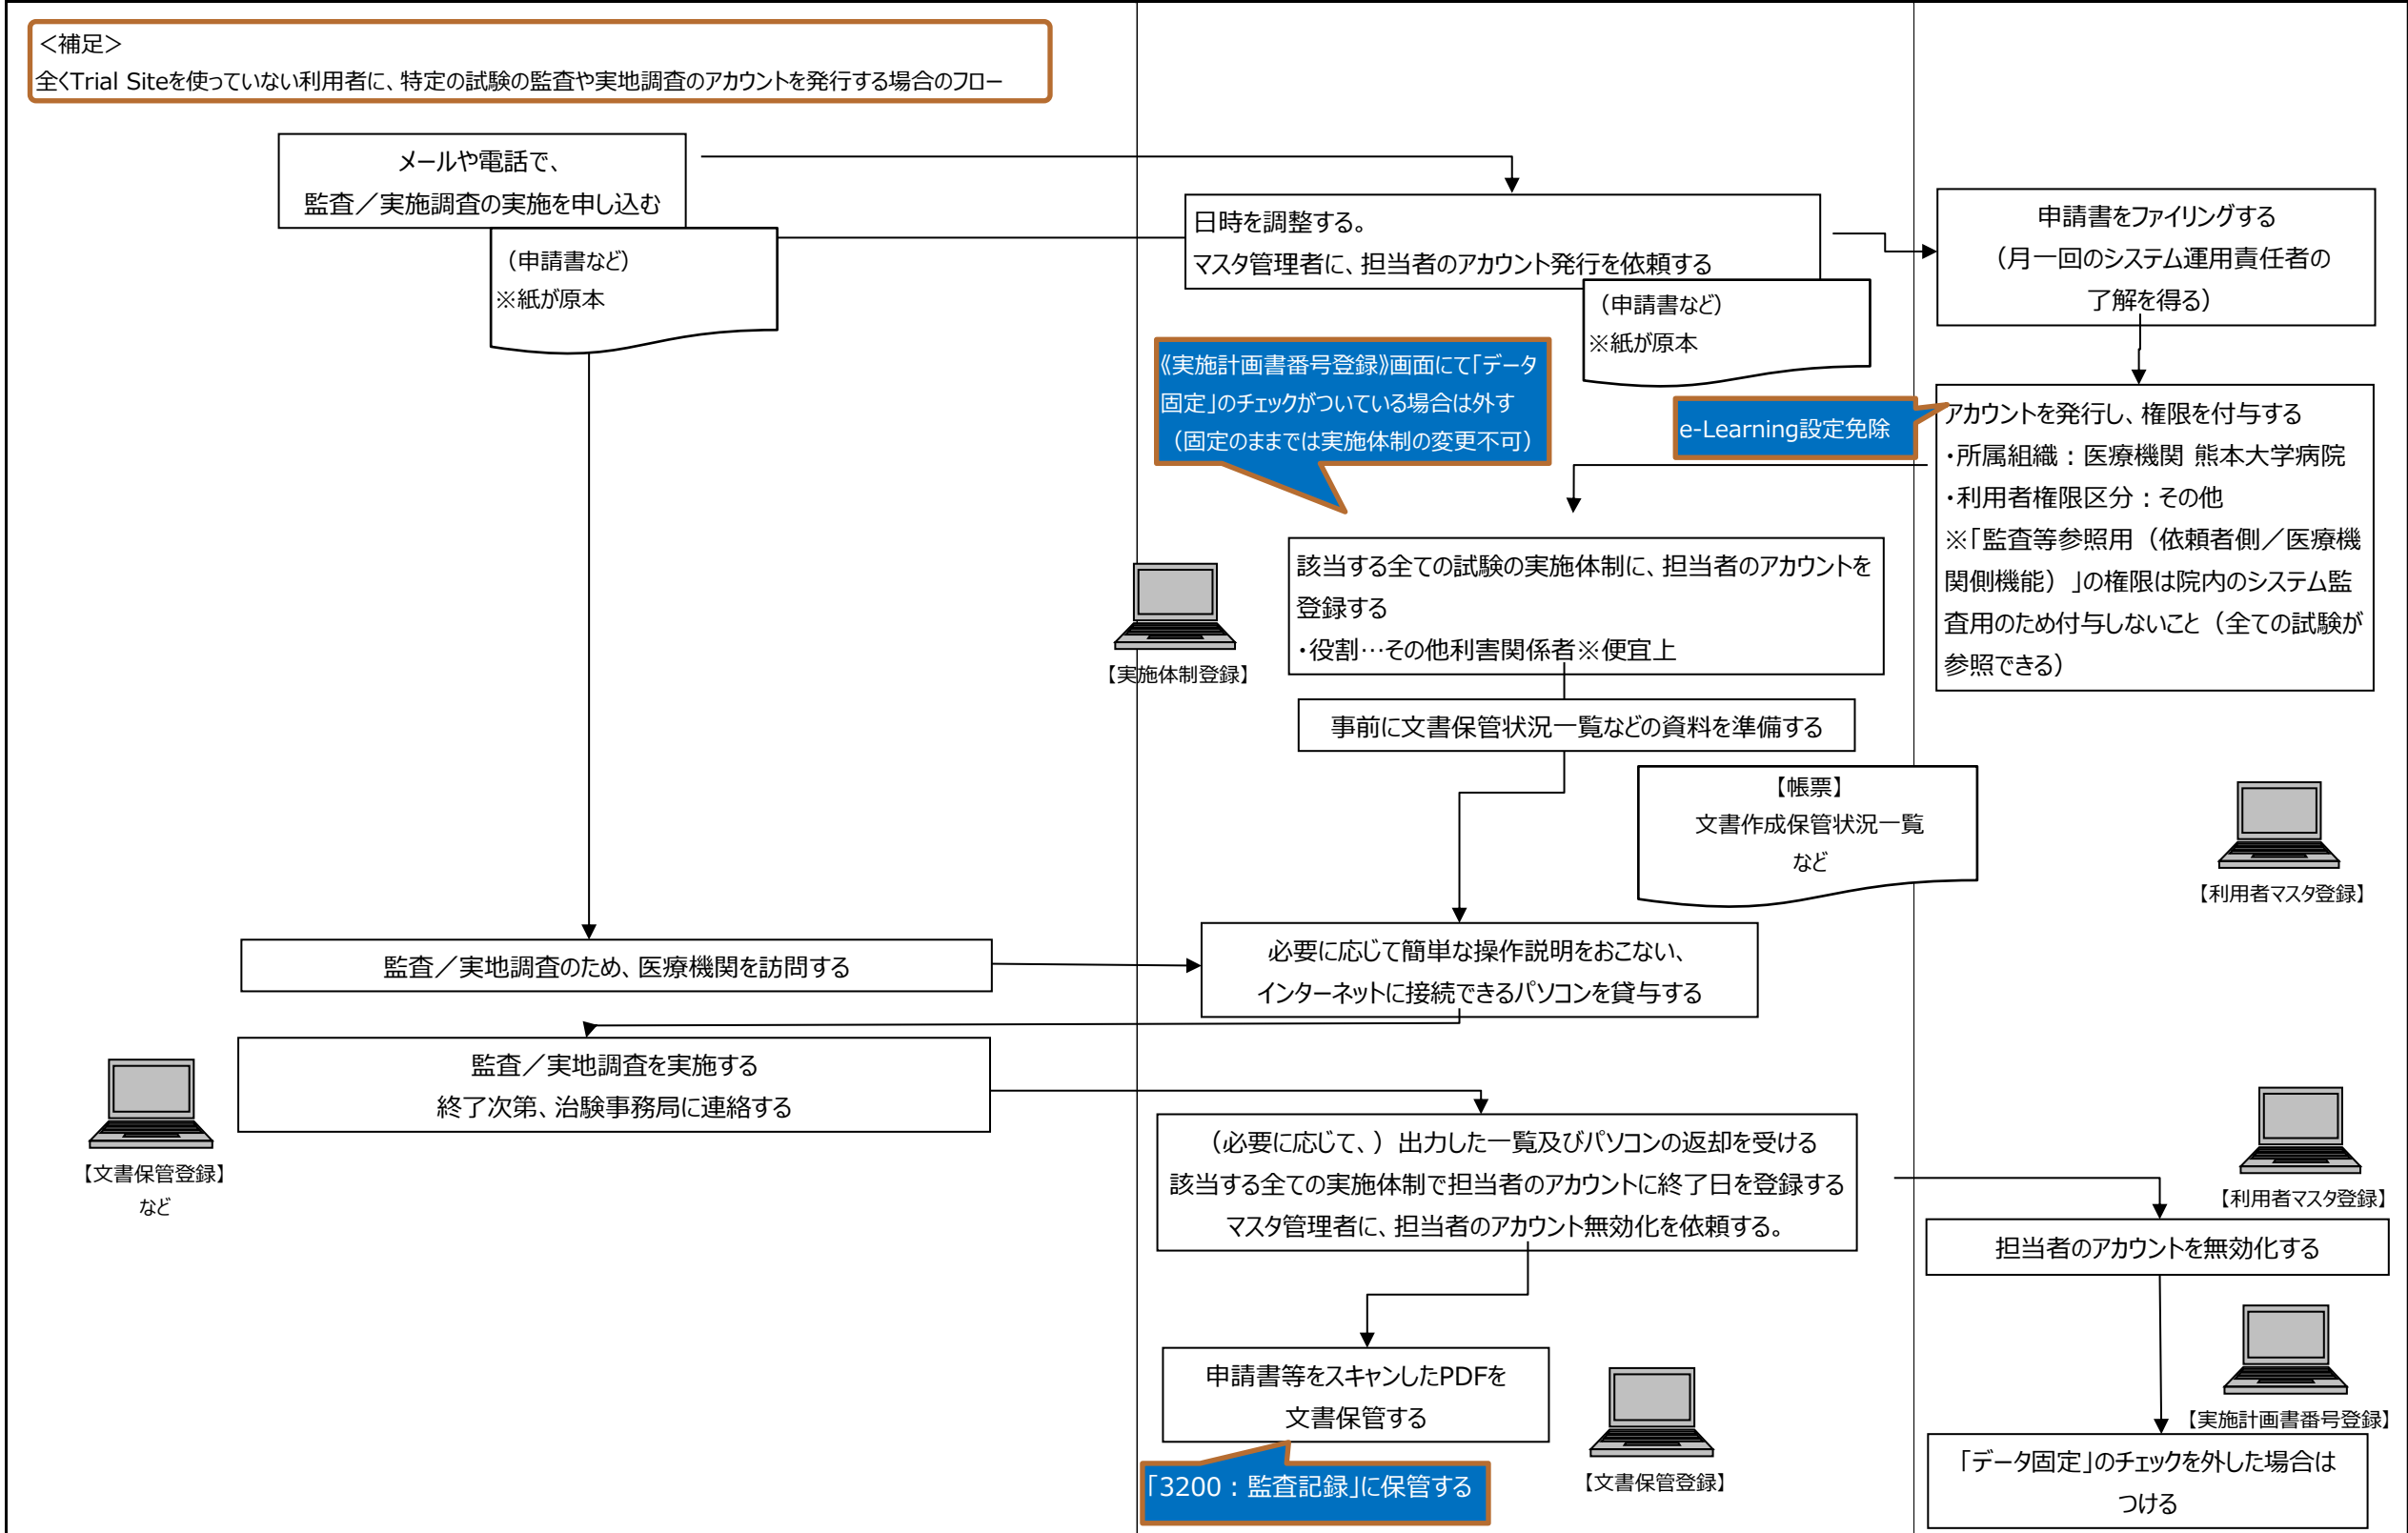 ＜補足＞
全くTrial Siteを使っていない利用者に、特定の試験の監査や実地調査のアカウントを発行する場合のフロー
メールや電話で、
監査／実施調査の実施を申し込む
（申請書など）
※紙が原本
日時を調整する。
マスタ管理者に、担当者のアカウント発行を依頼する
（申請書など）
※紙が原本
申請書をファイリングする
（月一回のシステム運用責任者の
了解を得る）
《実施計画書番号登録》画面にて「データ
固定」のチェックがついている場合は外す
（固定のままでは実施体制の変更不可）
e-Learning設定免除
アカウントを発行し、権限を付与する
・所属組織：医療機関 熊本大学病院
・利用者権限区分：その他
※「監査等参照用（依頼者側／医療機
関側機能）」の権限は院内のシステム監
査用のため付与しないこと（全ての試験が
参照できる）
該当する全ての試験の実施体制に、担当者のアカウントを
登録する
・役割…その他利害関係者※便宜上
【実施体制登録】
事前に文書保管状況一覧などの資料を準備する
【帳票】
文書作成保管状況一覧
など
【利用者マスタ登録】
監査／実地調査のため、医療機関を訪問する
必要に応じて簡単な操作説明をおこない、
インターネットに接続できるパソコンを貸与する
監査／実地調査を実施する
終了次第、治験事務局に連絡する
【文書保管登録】
など
（必要に応じて、）出力した一覧及びパソコンの返却を受ける
該当する全ての実施体制で担当者のアカウントに終了日を登録する
マスタ管理者に、担当者のアカウント無効化を依頼する。
【利用者マスタ登録】
担当者のアカウントを無効化する
申請書等をスキャンしたPDFを
文書保管する
「3200：監査記録」に保管する
【文書保管登録】
【実施計画書番号登録】
「データ固定」のチェックを外した場合は
つける